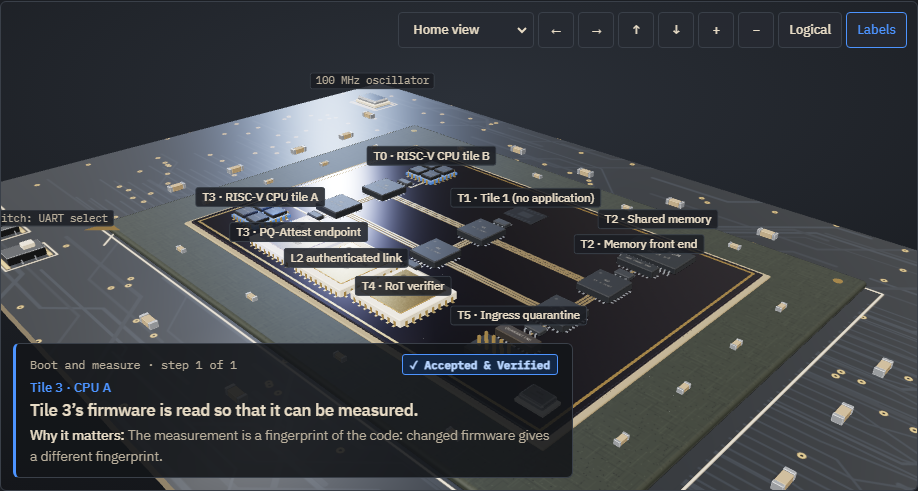 Home view
←
→
↑
↓
+
−
Logical
Labels
100 MHz oscillator
T0 · RISC-V CPU tile B
T3 · RISC-V CPU tile A
T1 · Tile 1 (no application)
itch: UART select
T2 · Shared memory
T3 · PQ-Attest endpoint
T2 · Memory front end
L2 authenticated link
T4 · RoT verifier
T5 · Ingress quarantine
Boot and measure · step 1 of 1
✓ Accepted & Verified
Tile 3 · CPU A
Tile 3’s firmware is read so that it can be measured.
Why it matters: The measurement is a fingerprint of the code: changed firmware gives
a different fingerprint.